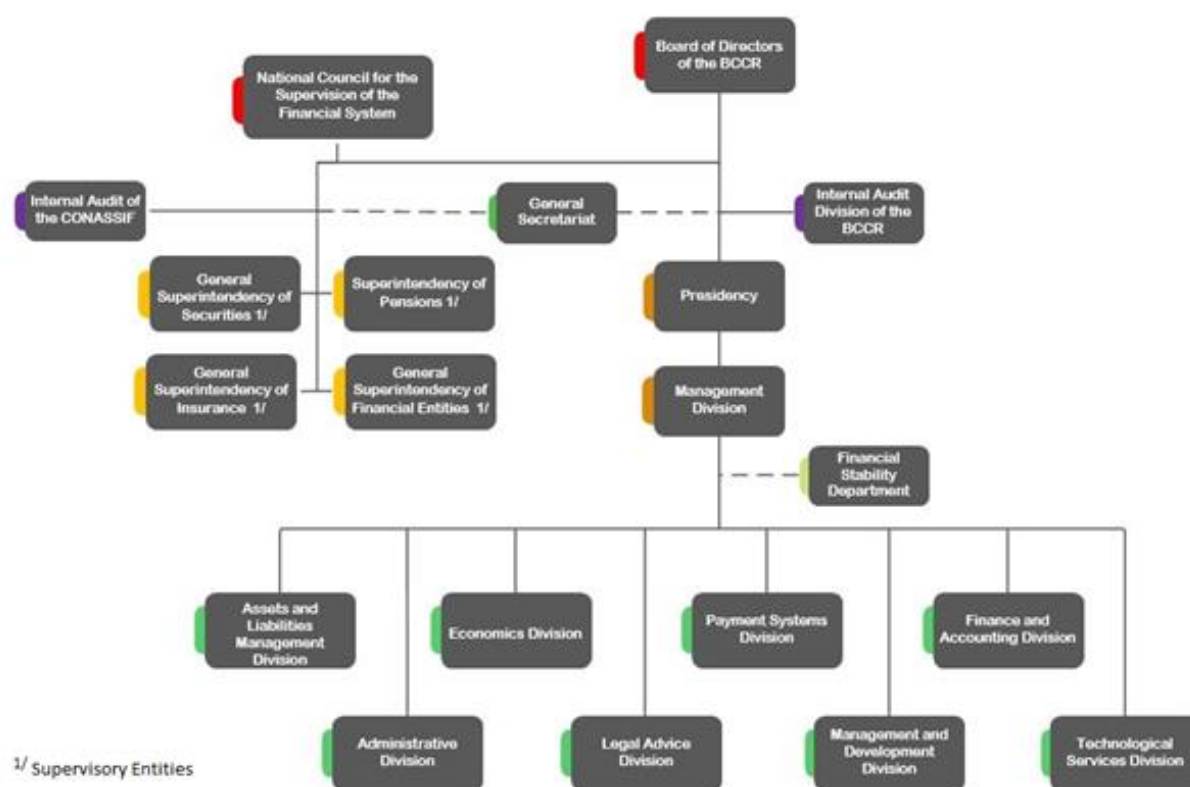 Board of Directors
of the BCCR
National Council for the
Supervision of the
Financial System
Internal Audit of
the CONASSIF
General
Secretariat
Internal Audit
Division of the
BCCR
General
Superintendency of
Securities 1/
Superintendency of
Pensions 1/
Presidency
General
Superintendency of
Insurance 1/
General
Superintendency of
Financial Entities 1/
Management
Division
Financial
Stability
Department
Assets and
Liabilities
Management
Division
Economics Division
Payment Systems
Division
Finance and
Accounting Division
Administrative
Division
Legal Advice
Division
Management and
Development
Division
Technological
Services Division
1/ Supervisory Entities